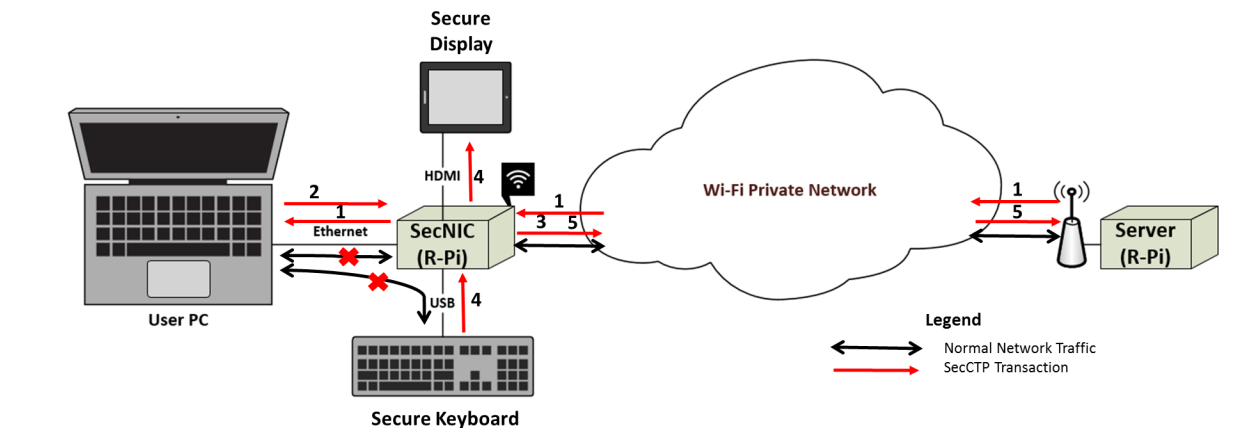 Secure
Display
HDMI
4
2
1
Ethernet
SecNIC
(R-Pi)
1
3 5
Wi-Fi Private Network
1
5
Server
(R-Pi)
USB
4
User PC
Secure Keyboard
Legend
Normal Network Traffic
SecCTP Transaction